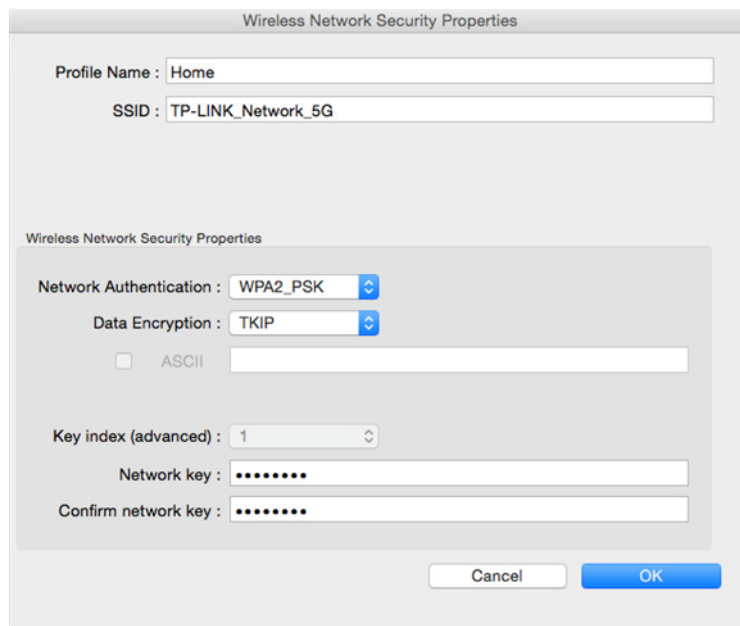 Wireless Network Security Properties
Profile Name : Home
SSID : TP-LINK_Network_5G
Wireless Network Security Properties
Network Authentication : WPA2_PSK
Data Encryption : TKIP
ASCII
Key index (advanced) : 1
Network key : ••••••••
Confirm network key : ••••••••
Cancel OK